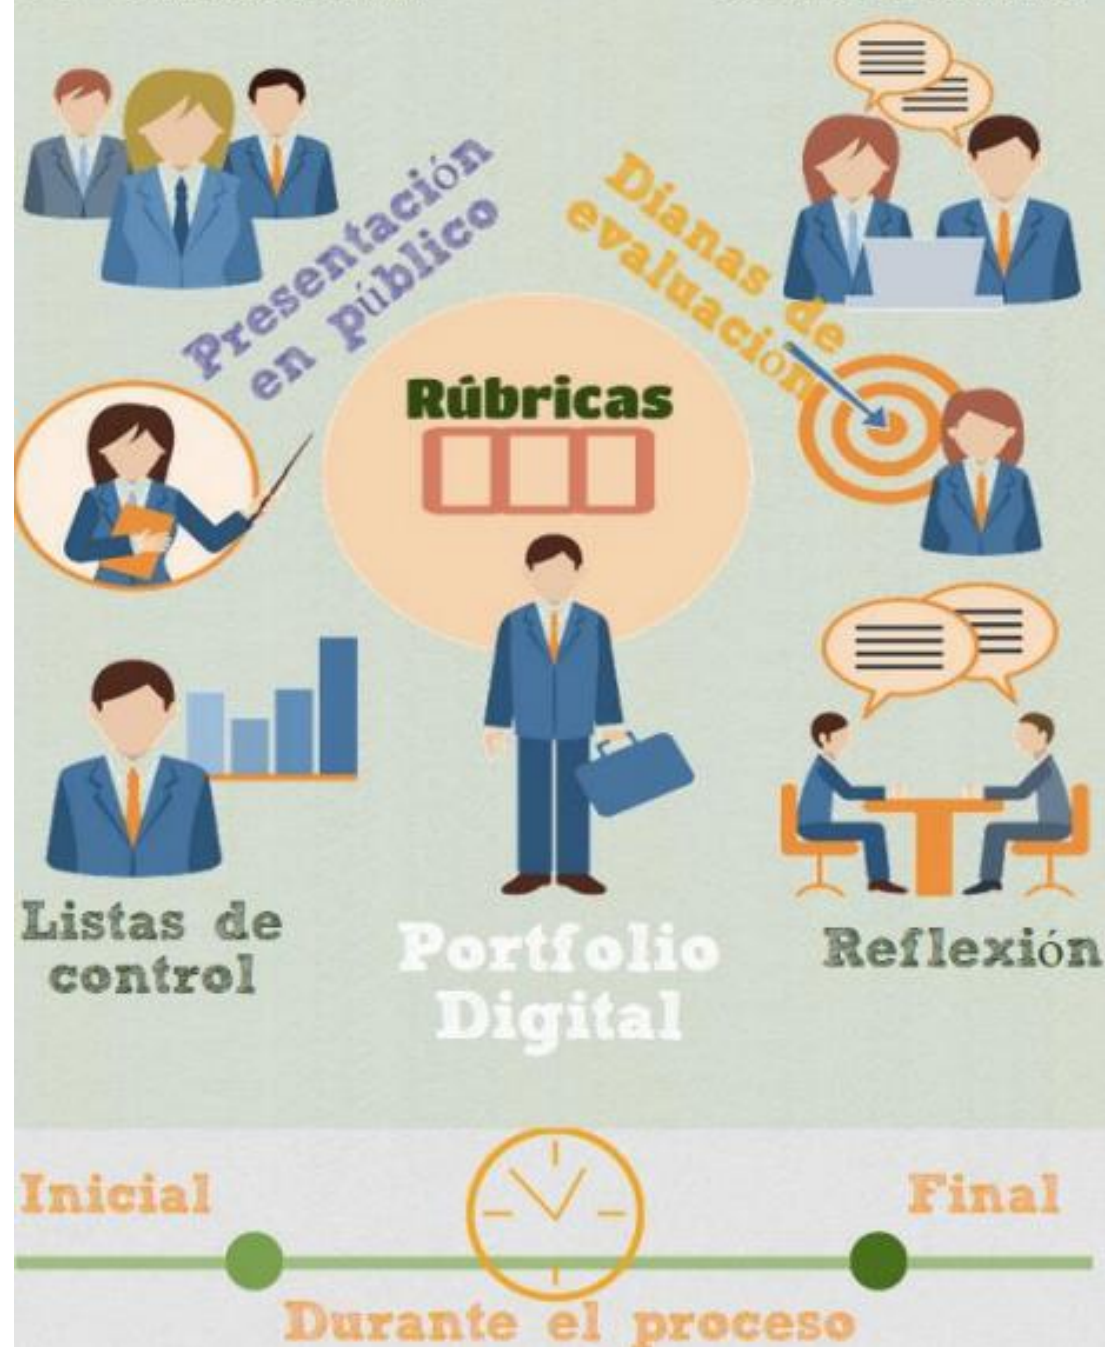 Presentación
en público
Dianas de
evaluación
Rúbricas
Listas de
control
Portfolio
Digital
Reflexión
Inicial
Final
Durante el proceso